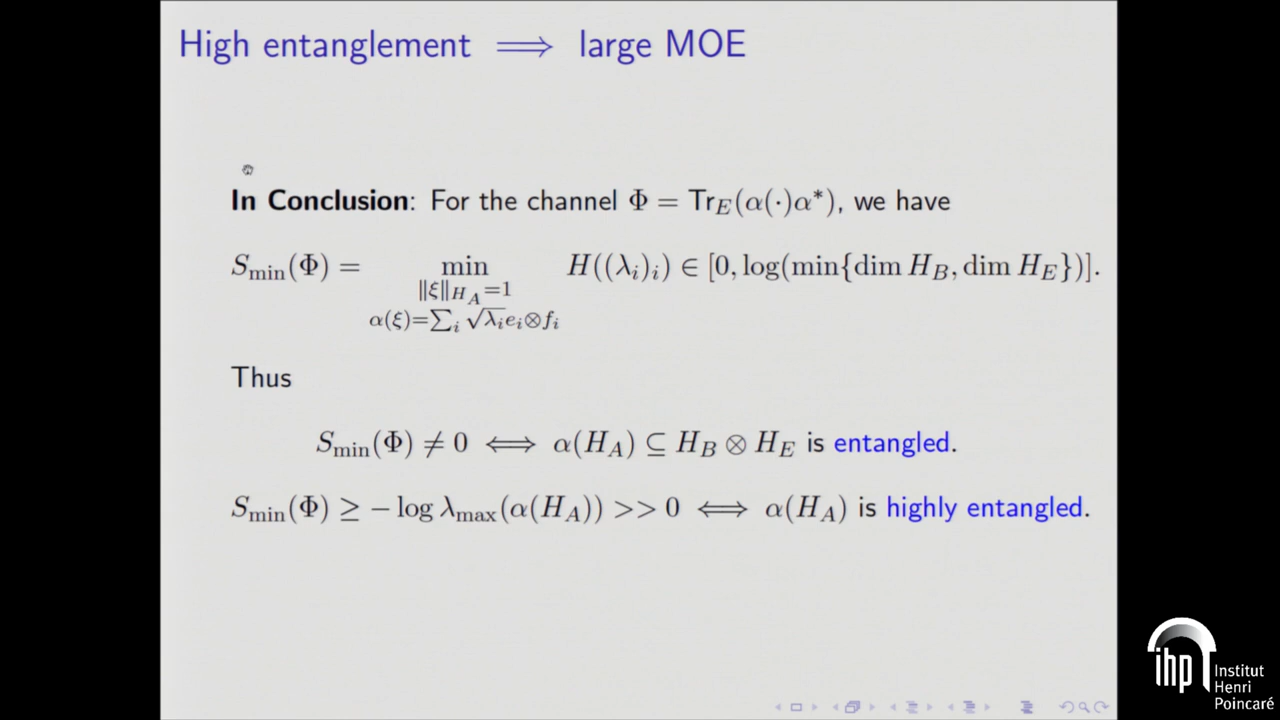 High entanglement ⟹ large MOE
In Conclusion: For the channel Φ = Tr_E(α(·)α*), we have
S_min(Φ) = min_{‖ξ‖_{H_A}=1, α(ξ)=∑_i √λ_i e_i⊗f_i} H((λ_i)_i) ∈ [0, log(min{dim H_B, dim H_E})].
Thus
S_min(Φ) ≠ 0 ⟺ α(H_A) ⊆ H_B ⊗ H_E is entangled.
S_min(Φ) ≥ − log λ_max(α(H_A)) >> 0 ⟺ α(H_A) is highly entangled.
ihp
Institut
Henri
Poincaré